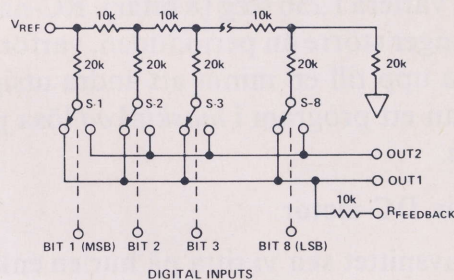 10k 10k 10k
VREF
20k 20k 20k 20k 20k
S-1 S-2 S-3 S-8
OUT2
OUT1
10k
RFEEDBACK
BIT 1 (MSB) BIT 2 BIT 3 BIT 8 (LSB)
DIGITAL INPUTS